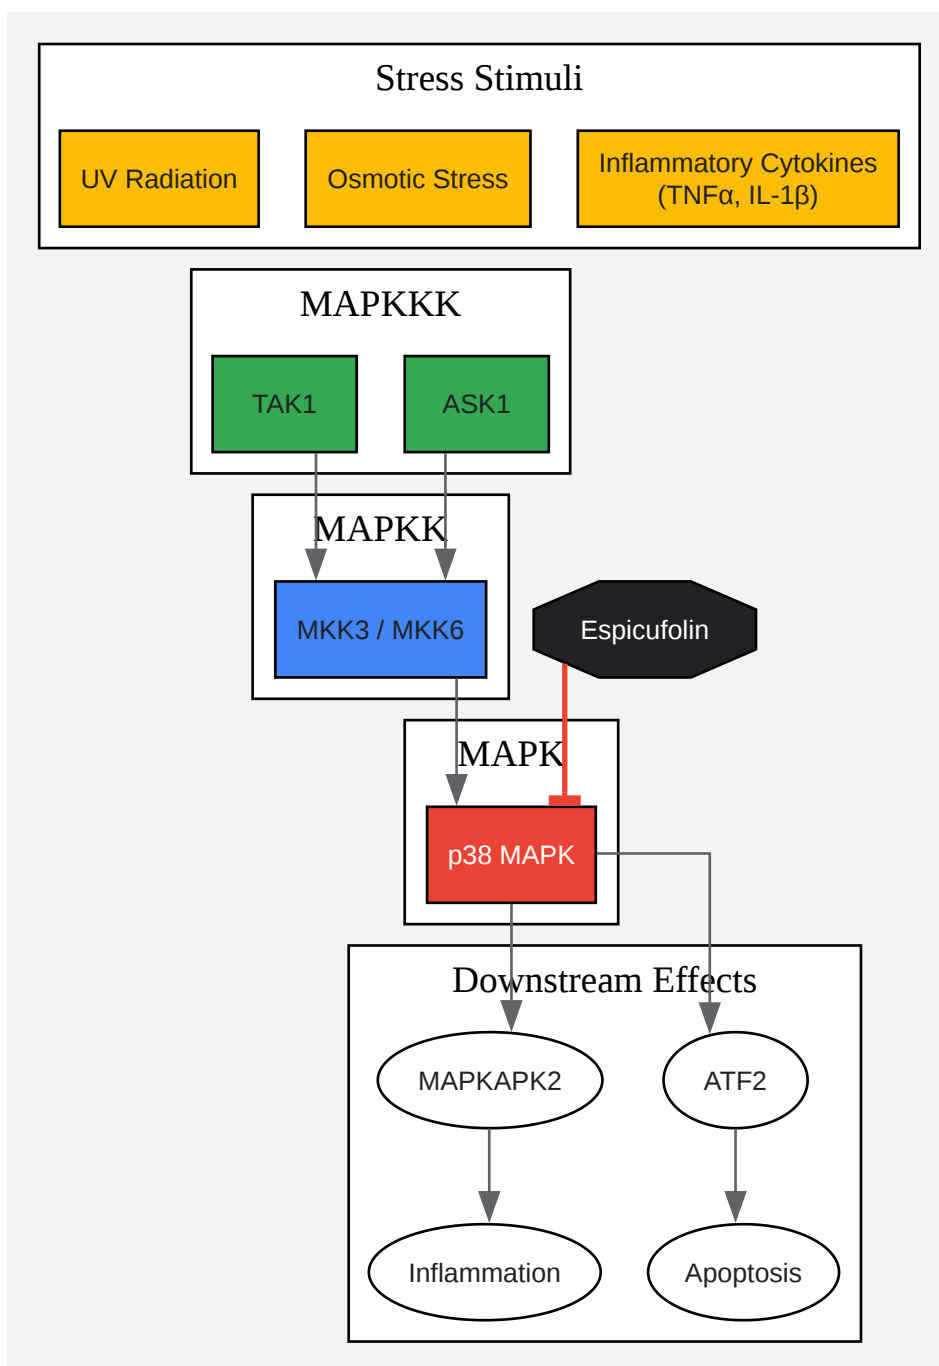 Stress Stimuli
UV Radiation
Osmotic Stress
Inflammatory Cytokines
(TNFα, IL-1β)
MAPKKK
TAK1
ASK1
MAPKK
MKK3 / MKK6
Espicufolin
MAPK
p38 MAPK
Downstream Effects
MAPKAPK2
ATF2
Inflammation
Apoptosis